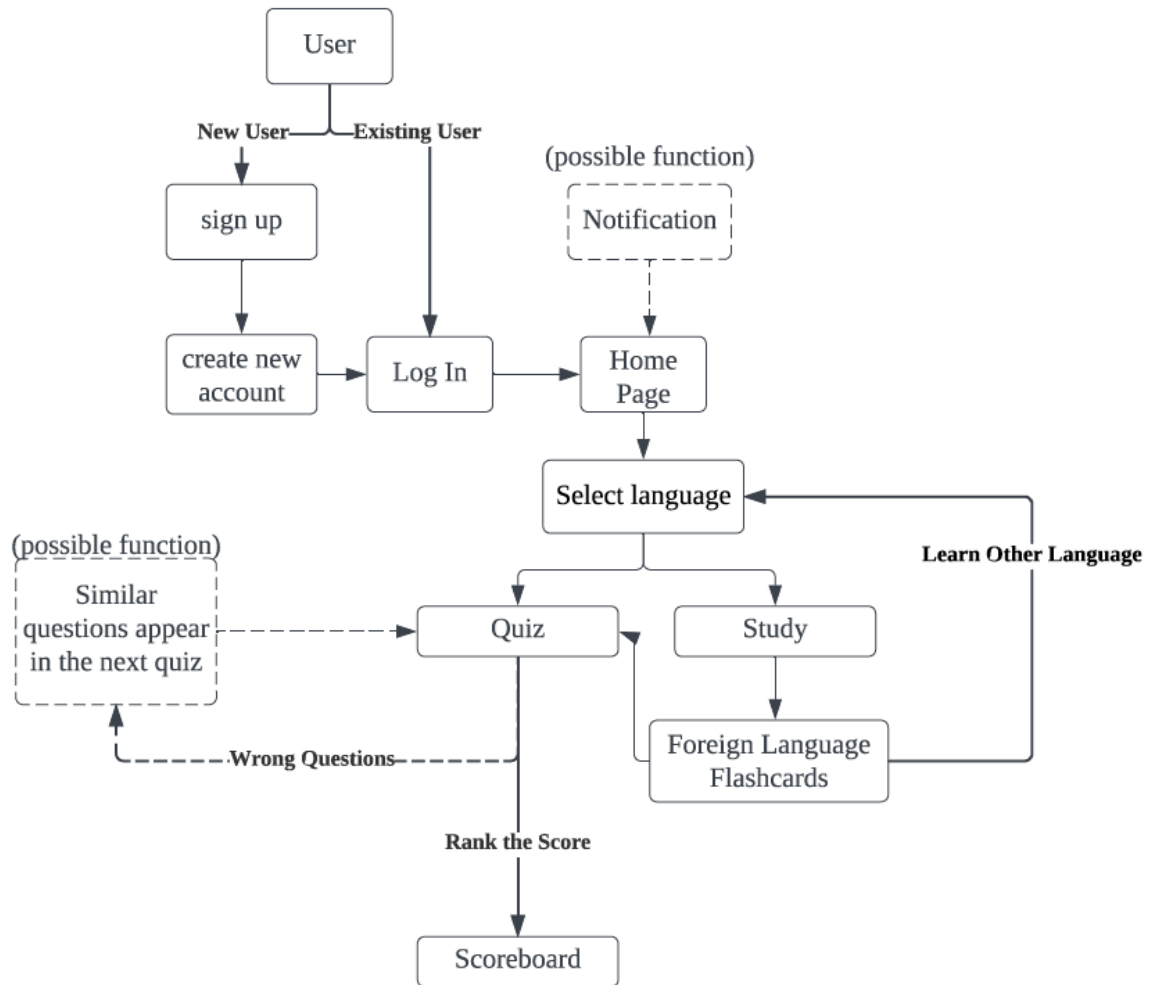 User
New User
Existing User
(possible function)
sign up
Notification
create new
account
Log In
Home
Page
Select language
(possible function)
Learn Other Language
Similar
questions appear
in the next quiz
Quiz
Study
Foreign Language
Flashcards
Wrong Questions
Rank the Score
Scoreboard